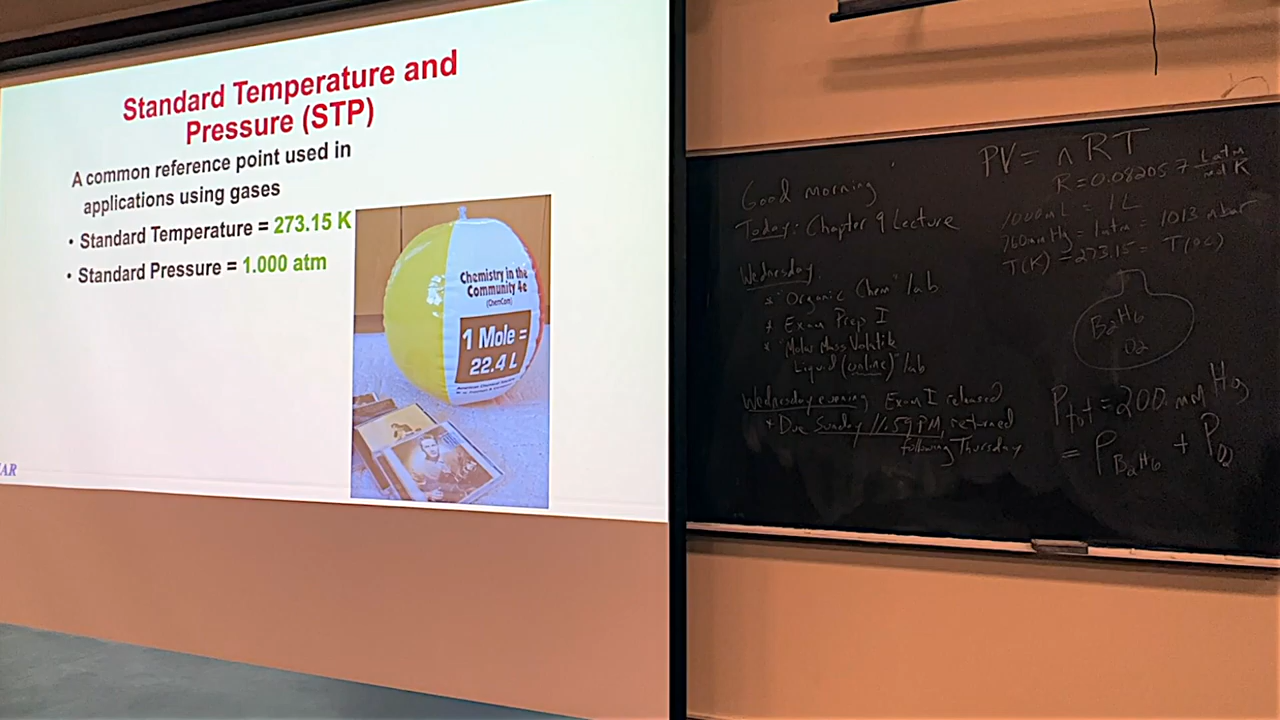 Standard Temperature and
Pressure (STP)
A common reference point used in
applications using gases
• Standard Temperature = 273.15 K
• Standard Pressure = 1.000 atm
Chemistry in the
Community 4e
(ChemCom)
1 Mole =
22.4 L
American Chemical
AR
Good morning
Today: Chapter 9 Lecture
Wednesday
* "Organic Chem" lab
* Exam Prep I
* "Molar Mass Volatile
Liquid (online)" lab
Wednesday evening, Exam I released
* Due Sunday 11:59 PM, returned
following Thursday
PV = nRT
R = 0.082057 L atm / mol K
1000 mL = 1 L
760 mm Hg = 1 atm = 1013 mbar
T(K) - 273.15 = T(°C)
B2H6
O2
Ptot = 200. mm Hg
= PB2H6 + PO2